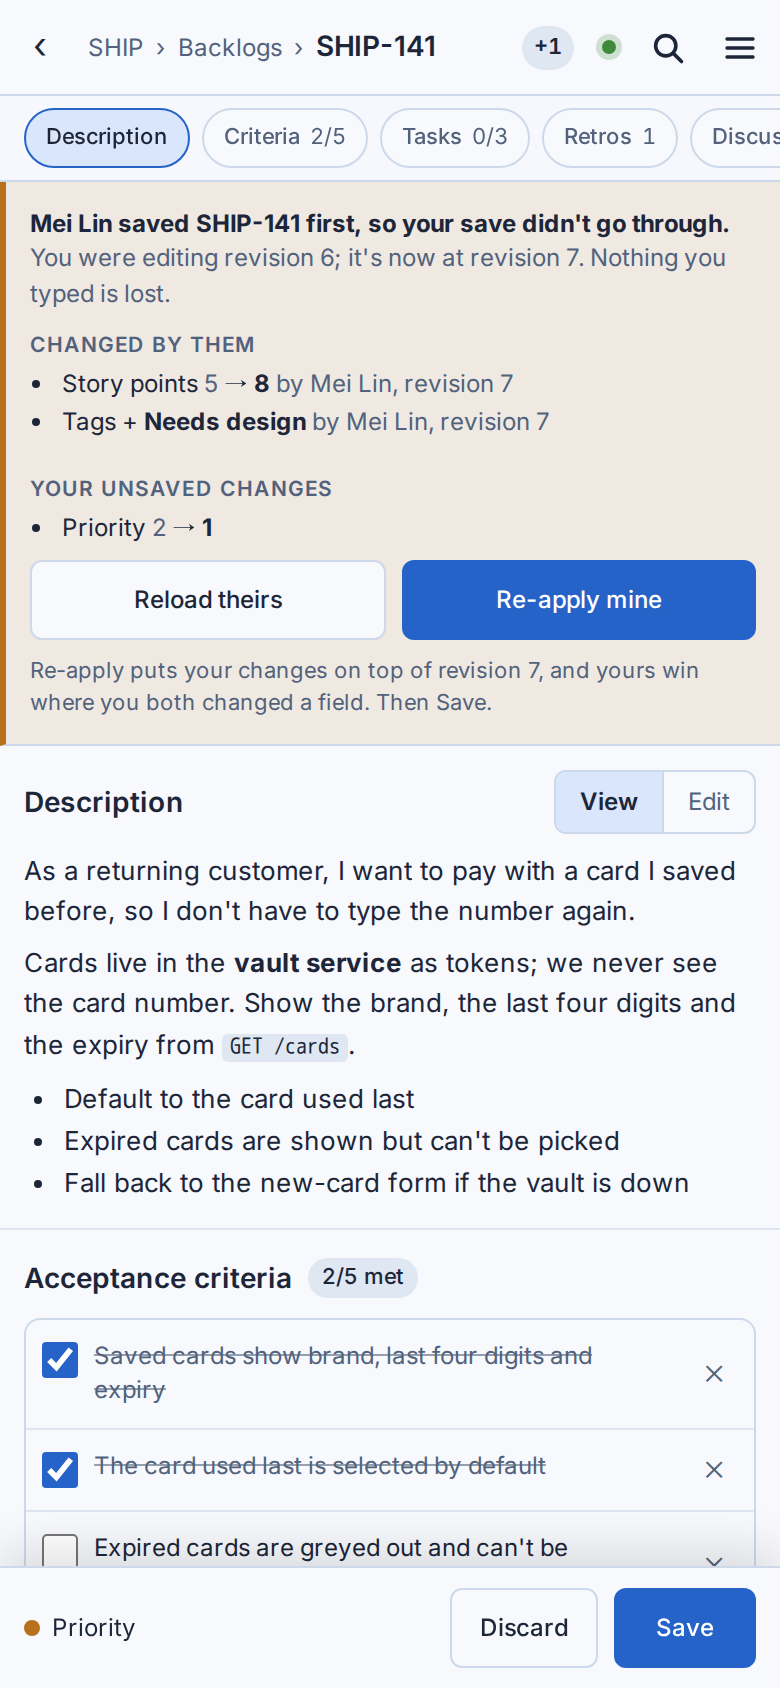 SHIP › Backlogs › SHIP-141 +1
Description Criteria 2/5 Tasks 0/3 Retros 1 Discus
Mei Lin saved SHIP-141 first, so your save didn't go through.
You were editing revision 6; it's now at revision 7. Nothing you
typed is lost.
CHANGED BY THEM
• Story points 5 → 8 by Mei Lin, revision 7
• Tags + Needs design by Mei Lin, revision 7
YOUR UNSAVED CHANGES
• Priority 2 → 1
Reload theirs Re-apply mine
Re-apply puts your changes on top of revision 7, and yours win
where you both changed a field. Then Save.
Description View Edit
As a returning customer, I want to pay with a card I saved
before, so I don't have to type the number again.
Cards live in the vault service as tokens; we never see
the card number. Show the brand, the last four digits and
the expiry from GET /cards.
• Default to the card used last
• Expired cards are shown but can't be picked
• Fall back to the new-card form if the vault is down
Acceptance criteria 2/5 met
Saved cards show brand, last four digits and
expiry
The card used last is selected by default
Expired cards are greyed out and can't be
Priority Discard Save